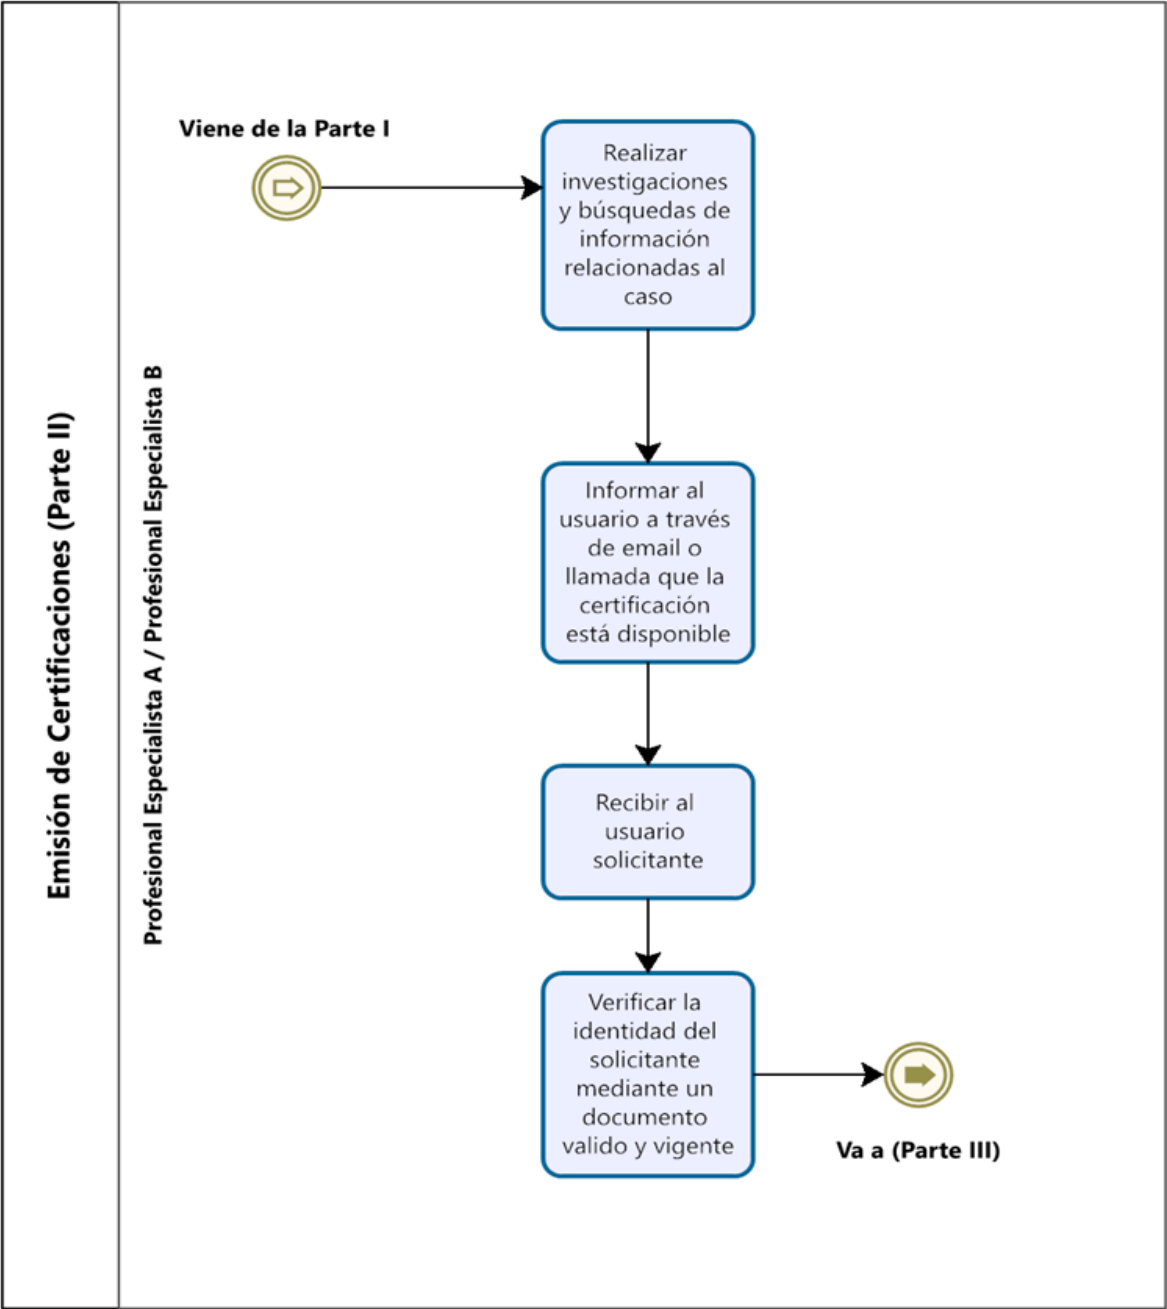 Emisión de Certificaciones (Parte II)
Profesional Especialista A / Profesional Especialista B
Viene de la Parte I
Realizar
investigaciones
y búsquedas de
información
relacionadas al
caso
Informar al
usuario a través
de email o
llamada que la
certificación
está disponible
Recibir al
usuario
solicitante
Verificar la
identidad del
solicitante
mediante un
documento
valido y vigente
Va a (Parte III)